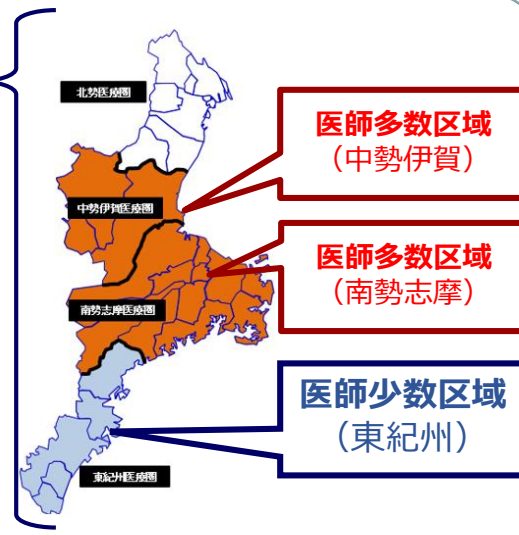 北勢医療圏
医師多数区域
（中勢伊賀）
中勢伊賀医療圏
医師多数区域
（南勢志摩）
南勢志摩医療圏
医師少数区域
（東紀州）
東紀州医療圏